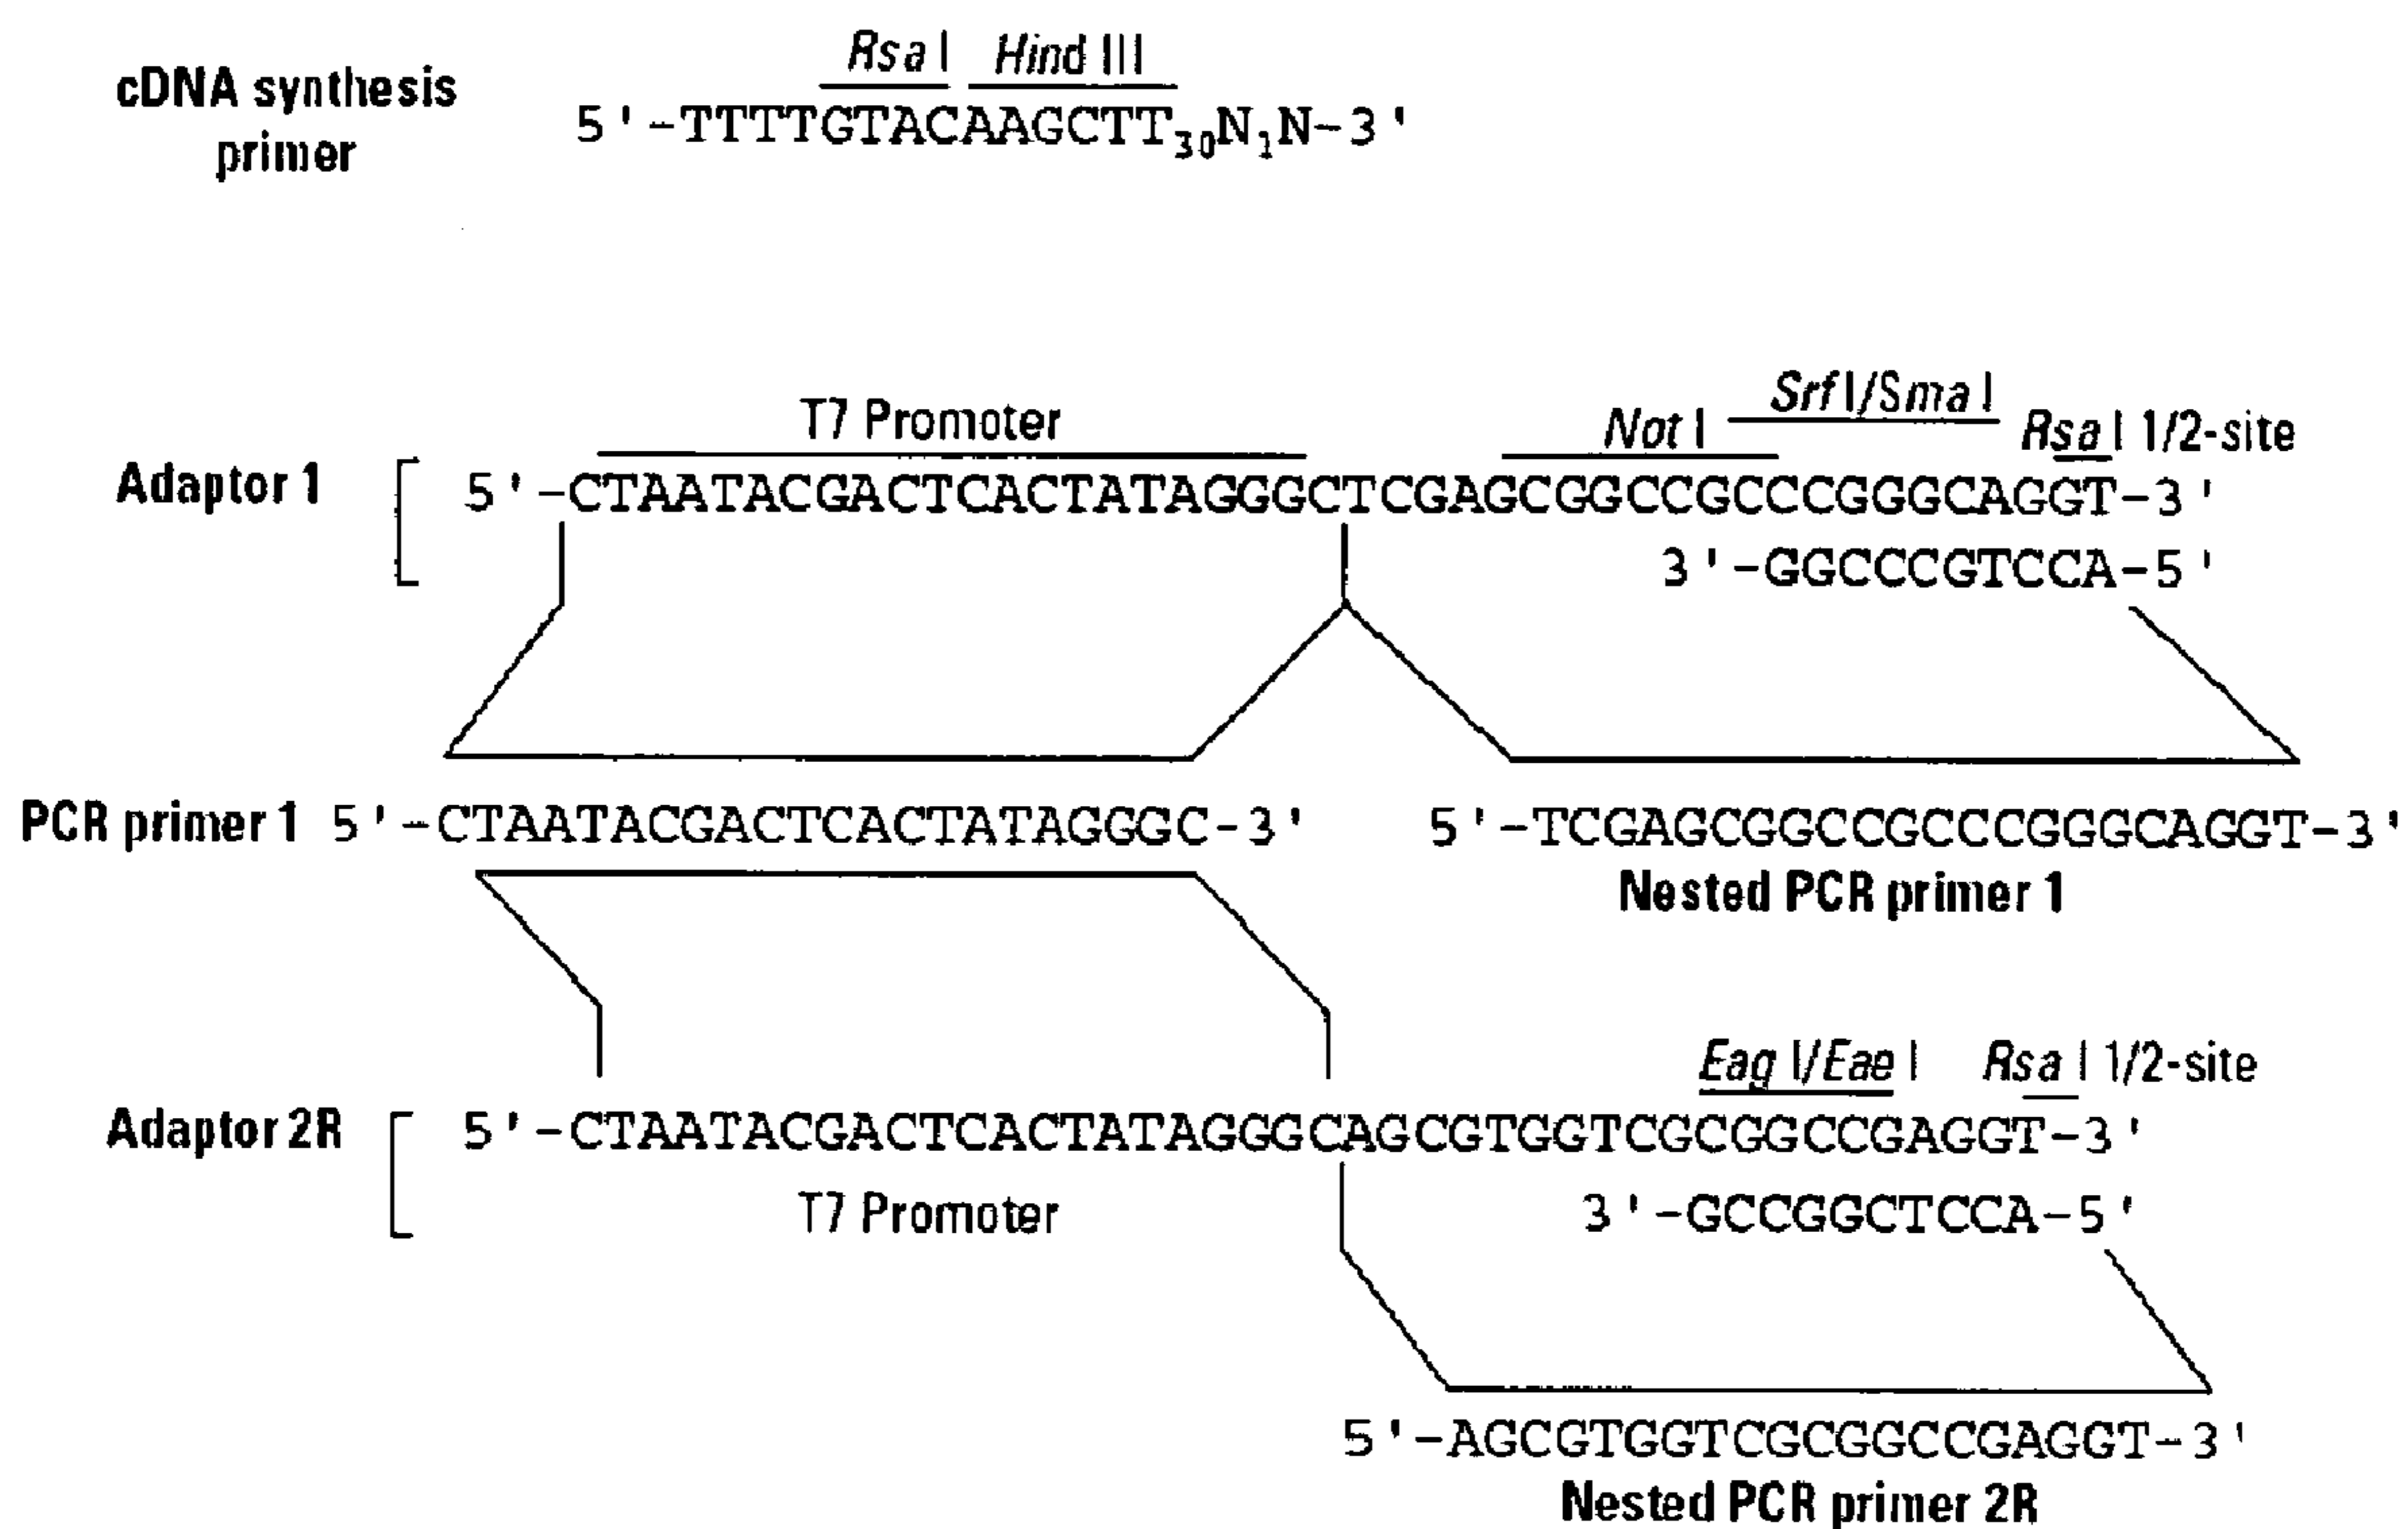 Rsa I Hind III
cDNA synthesis primer
5'-TTTTGTACAAGCTT30N1N-3'
T7 Promoter
Not I
Srf I/Sma I
Rsa I 1/2-site
Adaptor 1
5'-CTAATACGACTCACTATAGGGCTCGAGCGGCCGCCCGGGCAGGT-3'
3'-GGCCCGTCCA-5'
PCR primer 1 5'-CTAATACGACTCACTATAGGGC-3'
5'-TCGAGCGGCCGCCCGGGCAGGT-3'
Nested PCR primer 1
Eag I/Eae I
Rsa I 1/2-site
Adaptor 2R
5'-CTAATACGACTCACTATAGGGCAGCGTGGTCGCGGCCGAGGT-3'
T7 Promoter
3'-GCCGGCTCCA-5'
5'-AGCGTGGTCGCGGCCGAGGT-3'
Nested PCR primer 2R